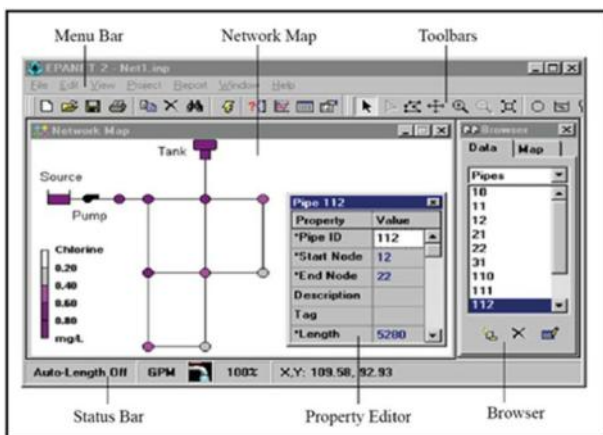 Menu Bar
Network Map
Toolbars
EPANET 2 - Net1.inp
File Edit View Project Report Window Help
Network Map
Browser
Data Map
Tank
Source
Pump
Pipes
10
11
12
21
22
31
110
111
112
Pipe 112
Property Value
*Pipe ID 112
*Start Node 12
*End Node 22
Description
Tag
*Length 5280
Chlorine
0.20
0.40
0.60
0.80
mg/L
Auto-Length Off GPM 100% X,Y: 109.58, 92.93
Status Bar
Property Editor
Browser